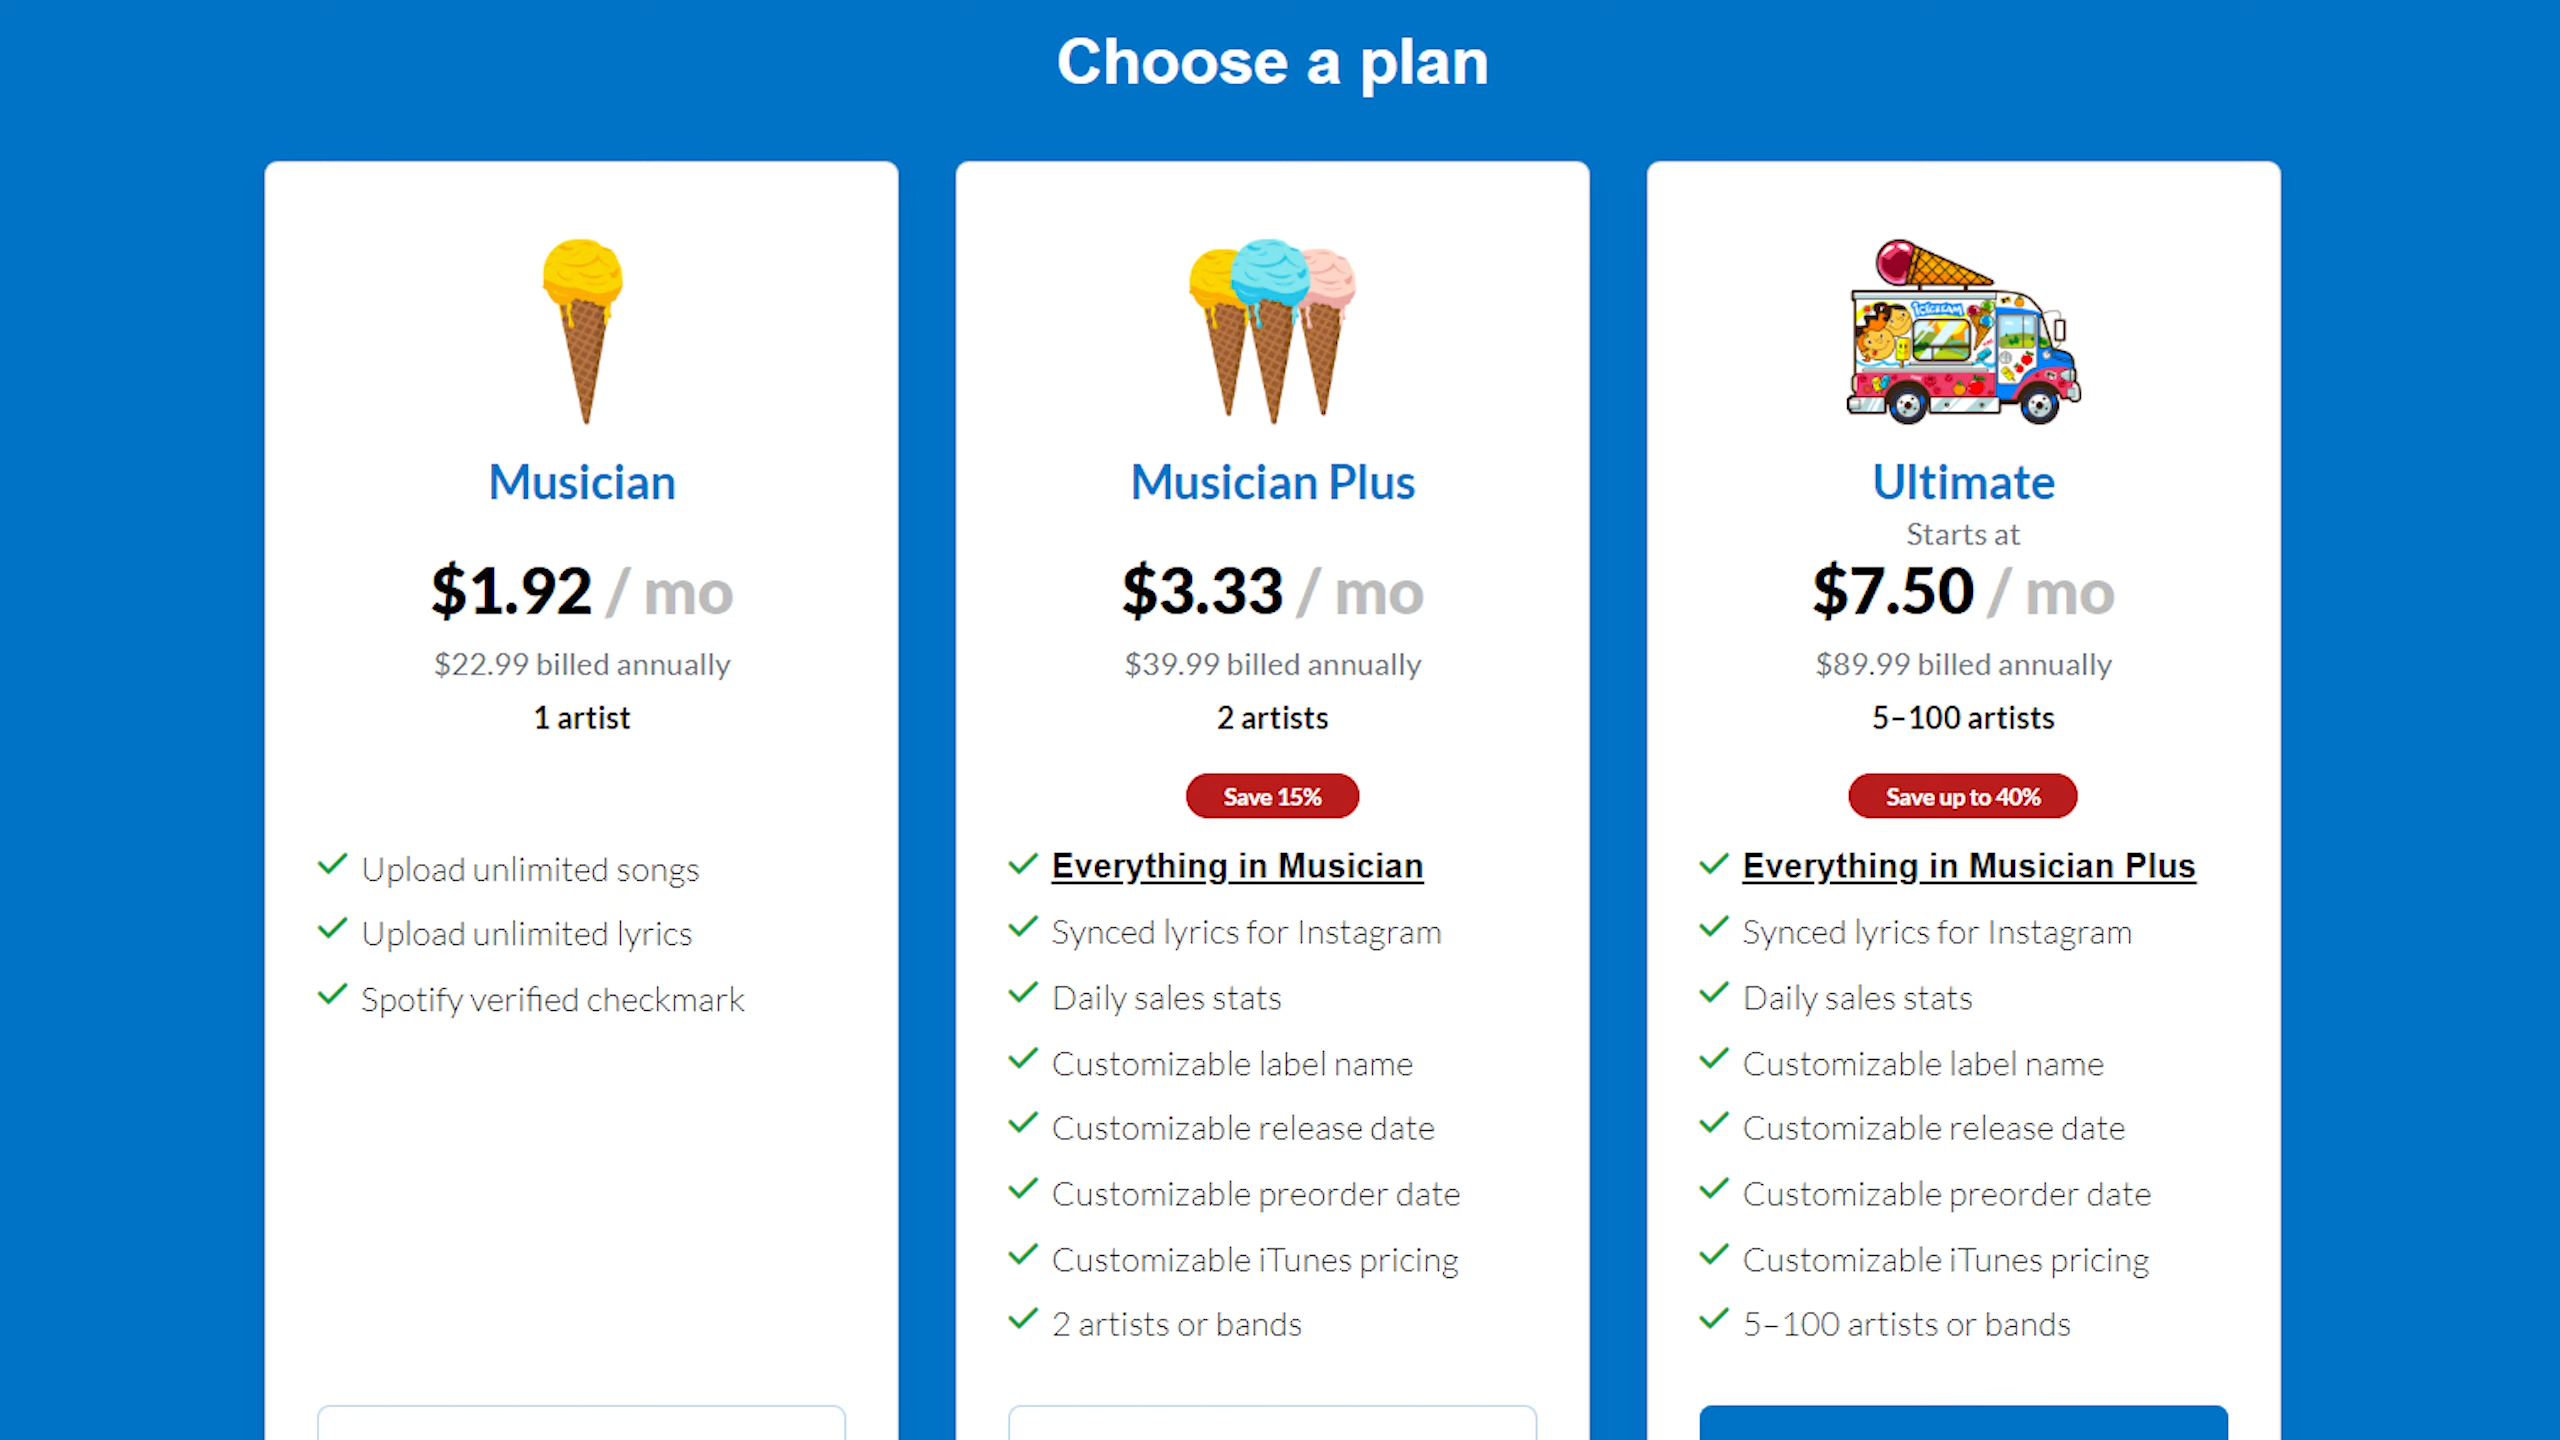 Choose a plan
ICECREAM
Musician
$1.92 / mo
$22.99 billed annually
1 artist
Upload unlimited songs
Upload unlimited lyrics
Spotify verified checkmark
Musician Plus
$3.33 / mo
$39.99 billed annually
2 artists
Save 15%
Everything in Musician
Synced lyrics for Instagram
Daily sales stats
Customizable label name
Customizable release date
Customizable preorder date
Customizable iTunes pricing
2 artists or bands
Ultimate
Starts at
$7.50 / mo
$89.99 billed annually
5–100 artists
Save up to 40%
Everything in Musician Plus
Synced lyrics for Instagram
Daily sales stats
Customizable label name
Customizable release date
Customizable preorder date
Customizable iTunes pricing
5–100 artists or bands